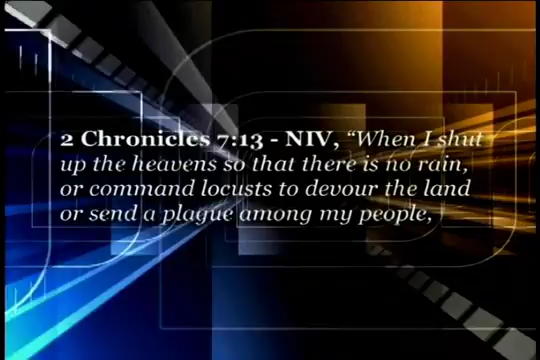 2 Chronicles 7:13 - NIV, “When I shut
up the heavens so that there is no rain,
or command locusts to devour the land
or send a plague among my people,